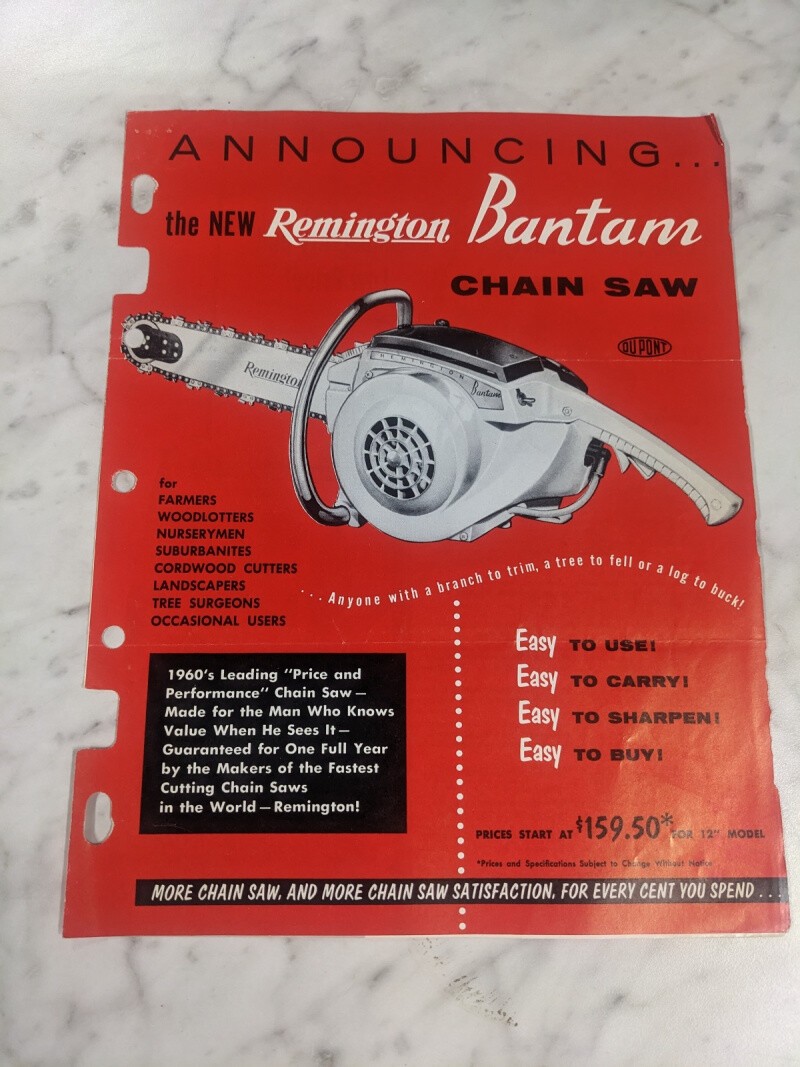 ANNOUNCING...
the NEW Remington Bantam
CHAIN SAW
DU PONT
REMINGTON Bantam
Remington
for
FARMERS
WOODLOTTERS
NURSERYMEN
SUBURBANITES
CORDWOOD CUTTERS
LANDSCAPERS
TREE SURGEONS
OCCASIONAL USERS
...Anyone with a branch to trim, a tree to fell or a log to buck!
1960's Leading "Price and
Performance" Chain Saw—
Made for the Man Who Knows
Value When He Sees It—
Guaranteed for One Full Year
by the Makers of the Fastest
Cutting Chain Saws
in the World—Remington!
Easy TO USE!
Easy TO CARRY!
Easy TO SHARPEN!
Easy TO BUY!
PRICES START AT $159.50* FOR 12" MODEL
*Prices and Specifications Subject to Change Without Notice
MORE CHAIN SAW, AND MORE CHAIN SAW SATISFACTION, FOR EVERY CENT YOU SPEND...